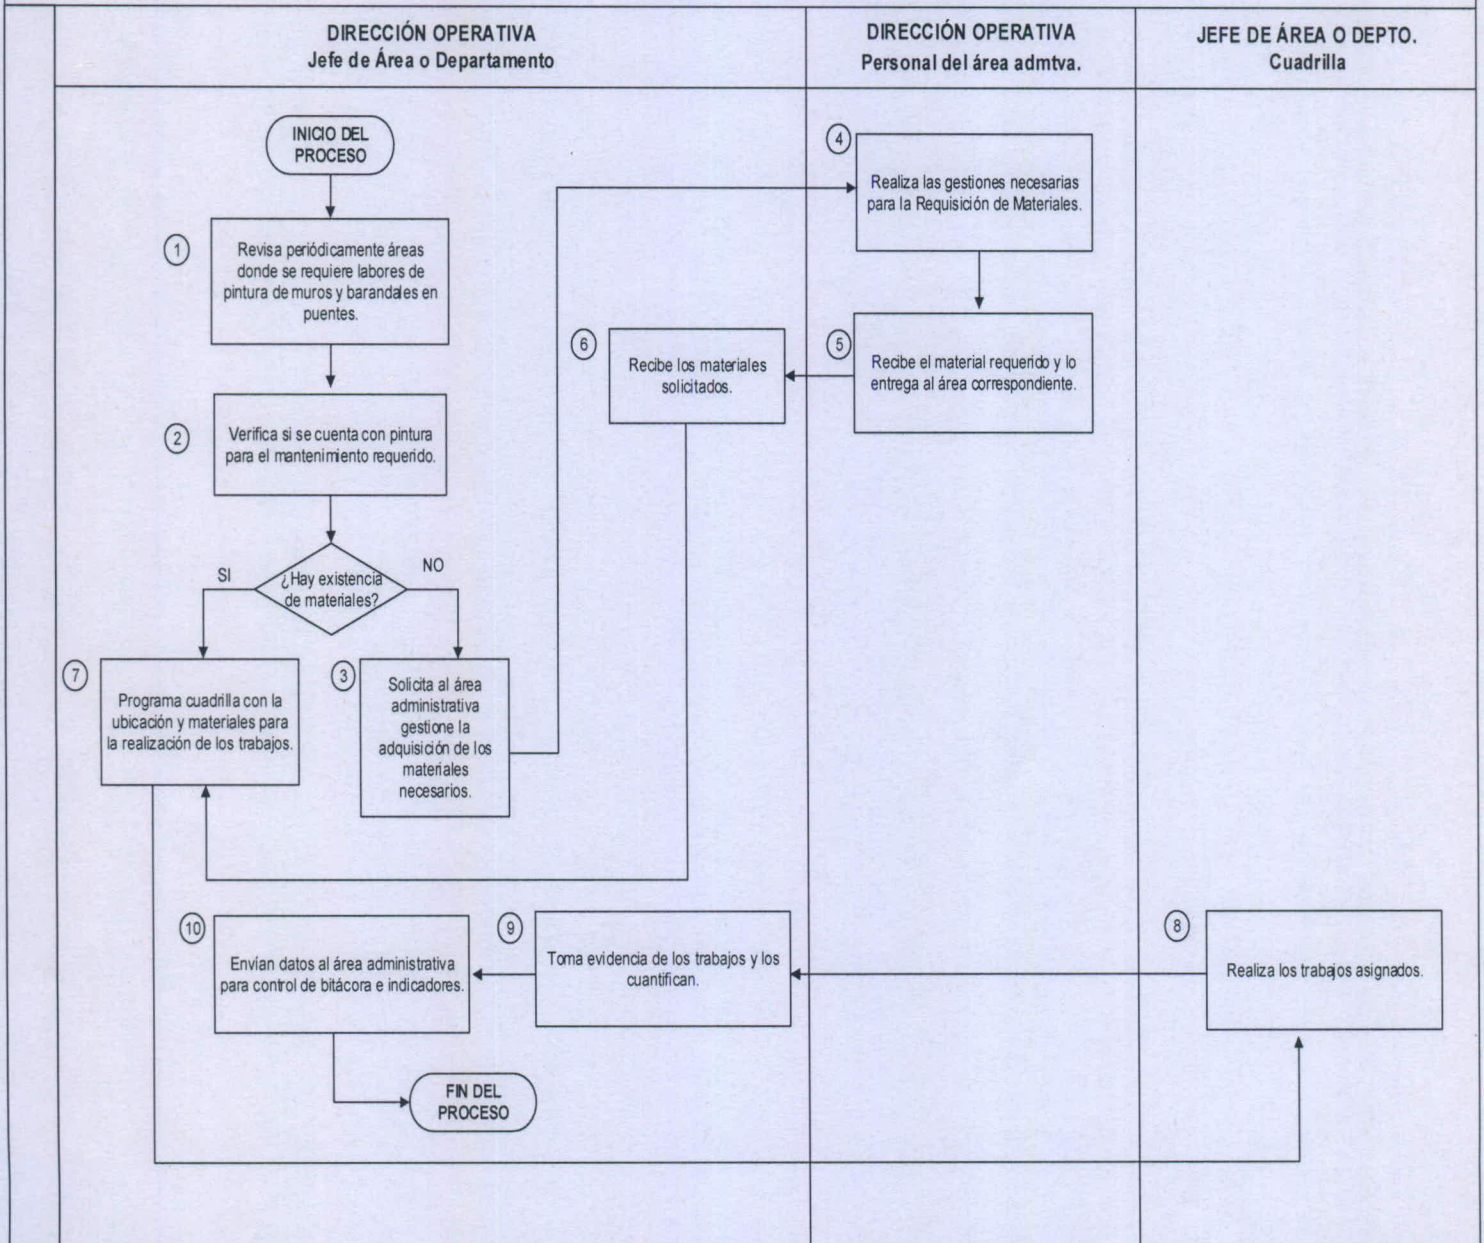 DIRECCIÓN OPERATIVA
Jefe de Área o Departamento
DIRECCIÓN OPERATIVA
Personal del área admtva.
JEFE DE ÁREA O DEPTO.
Cuadrilla
INICIO DEL
PROCESO
1
Revisa periódicamente áreas
donde se requiere labores de
pintura de muros y barandales en
puentes.
2
Verifica si se cuenta con pintura
para el mantenimiento requerido.
¿Hay existencia
de materiales?
SI
NO
3
Solicita al área
administrativa
gestione la
adquisición de los
materiales
necesarios.
4
Realiza las gestiones necesarias
para la Requisición de Materiales.
5
Recibe el material requerido y lo
entrega al área correspondiente.
6
Recibe los materiales
solicitados.
7
Programa cuadrilla con la
ubicación y materiales para
la realización de los trabajos.
8
Realiza los trabajos asignados.
9
Toma evidencia de los trabajos y los
cuantifican.
10
Envían datos al área administrativa
para control de bitácora e indicadores.
FIN DEL
PROCESO